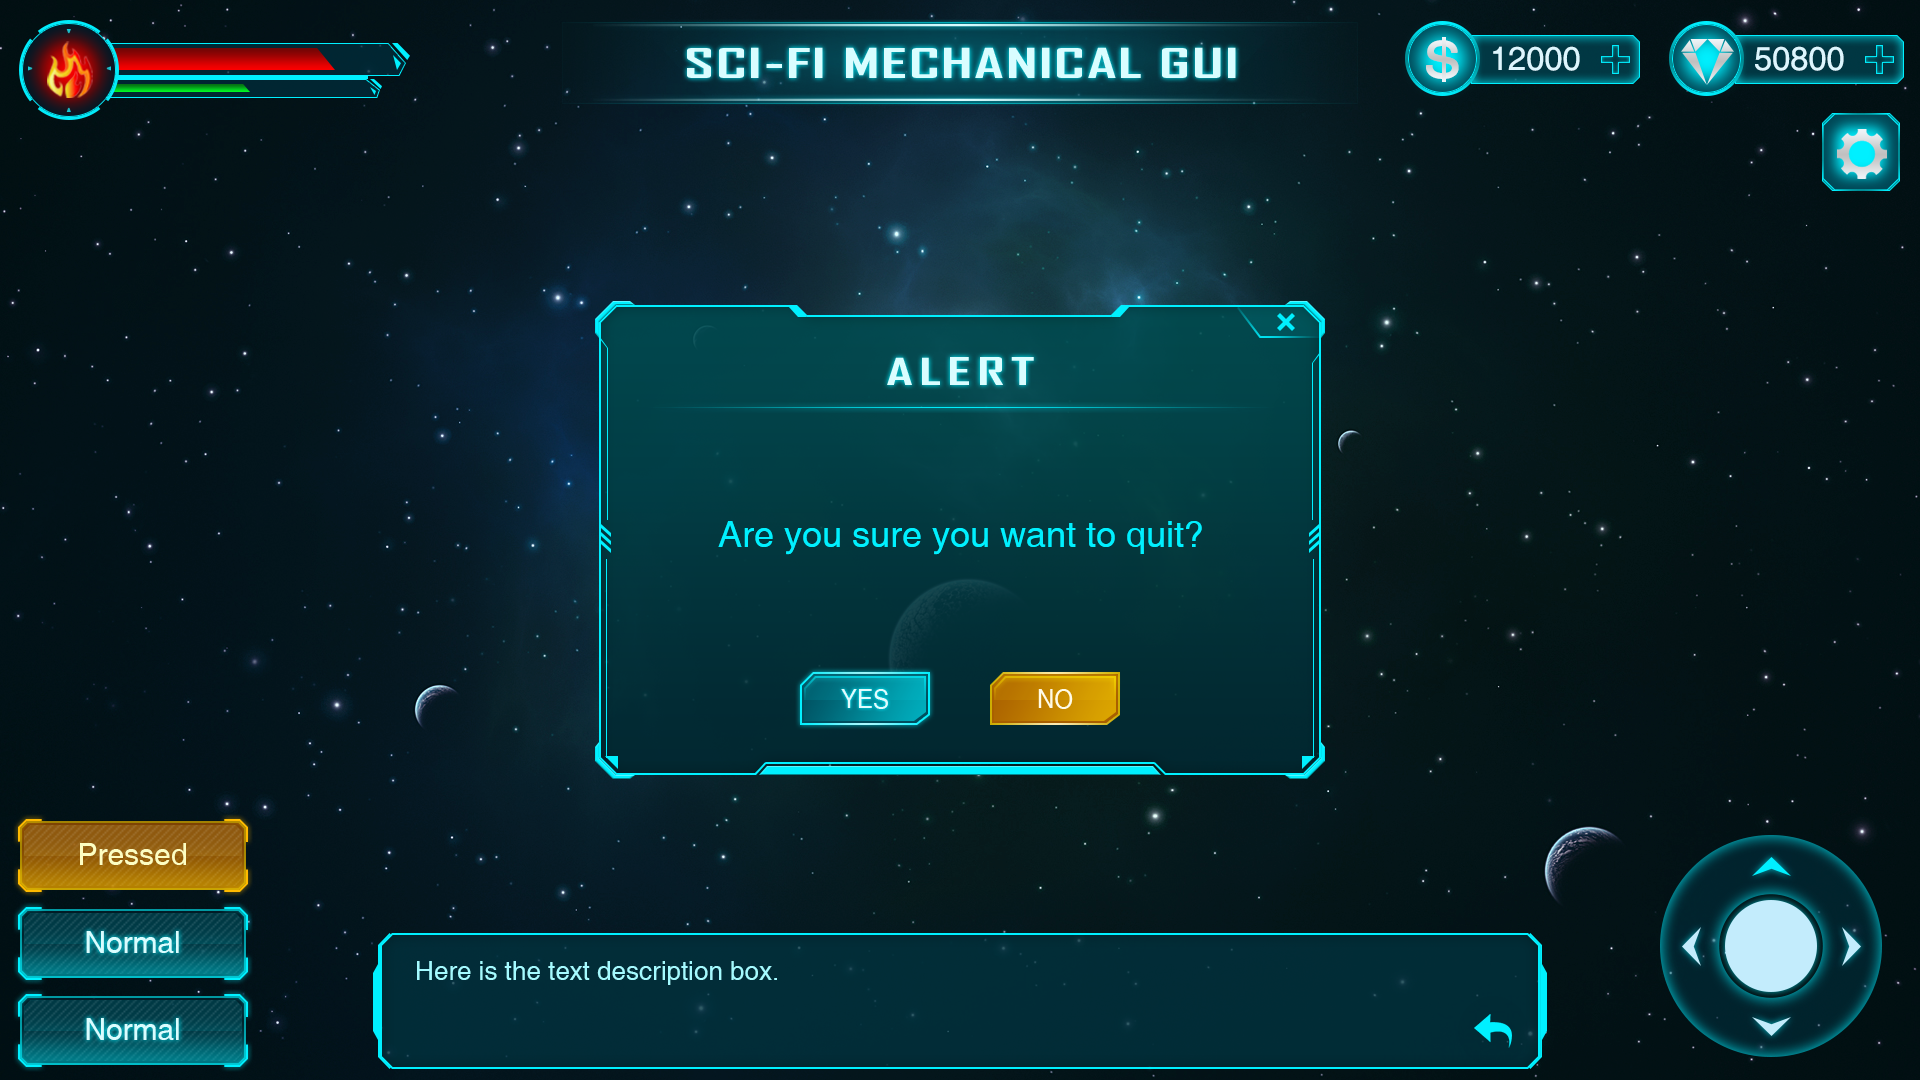 SCI-FI MECHANICAL GUI
$ 12000
50800
ALERT
Are you sure you want to quit?
YES
NO
Pressed
Normal
Normal
Here is the text description box.